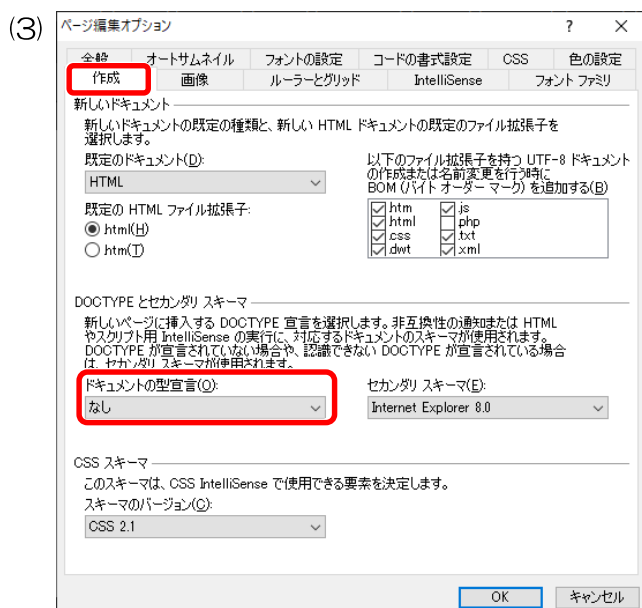 (3)
ページ編集オプション ? ×
全般 オートサムネイル フォントの設定 コードの書式設定 CSS 色の設定
作成 画像 ルーラーとグリッド IntelliSense フォント ファミリ
新しいドキュメント
新しいドキュメントの既定の種類と、新しい HTML ドキュメントの既定のファイル拡張子を
選択します。
既定のドキュメント(D):
HTML
既定の HTML ファイル拡張子:
html(H)
htm(T)
以下のファイル拡張子を持つ UTF-8 ドキュメント
の作成または名前変更を行う時に
BOM (バイト オーダー マーク) を追加する(B)
.htm .js
.html .php
.css .txt
.dwt .xml
DOCTYPE とセカンダリ スキーマ
新しいページに挿入する DOCTYPE 宣言を選択します。非互換性の通知または HTML
やスクリプト用 IntelliSense の実行に、対応するドキュメントのスキーマが使用されます。
DOCTYPE が宣言されていない場合や、認識できない DOCTYPE が宣言されている場合
は、セカンダリ スキーマが使用されます。
ドキュメントの型宣言(O): セカンダリ スキーマ(E):
なし Internet Explorer 8.0
CSS スキーマ
このスキーマは、CSS IntelliSense で使用できる要素を決定します。
スキーマのバージョン(C):
CSS 2.1
OK キャンセル